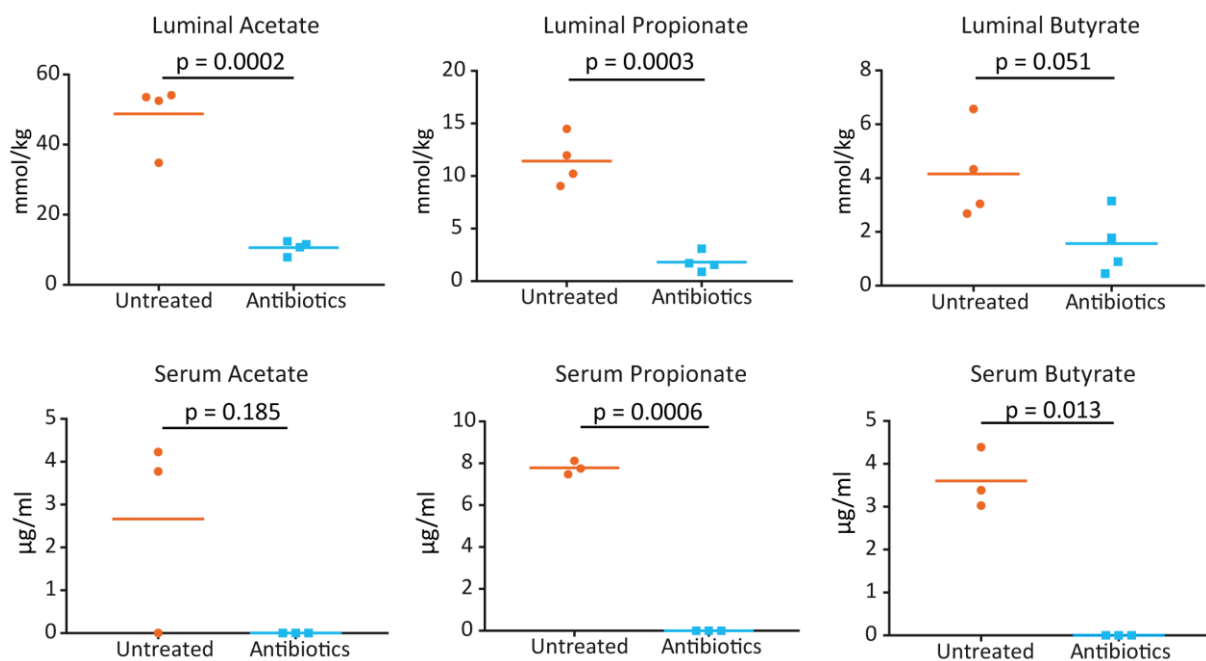 Luminal Acetate
p = 0.0002
60
40
20
0
mmol/kg
Untreated Antibiotics
Luminal Propionate
p = 0.0003
20
15
10
5
0
mmol/kg
Untreated Antibiotics
Luminal Butyrate
p = 0.051
8
6
4
2
0
mmol/kg
Untreated Antibiotics
Serum Acetate
p = 0.185
5
4
3
2
1
0
µg/ml
Untreated Antibiotics
Serum Propionate
p = 0.0006
10
8
6
4
2
0
µg/ml
Untreated Antibiotics
Serum Butyrate
p = 0.013
5
4
3
2
1
0
µg/ml
Untreated Antibiotics